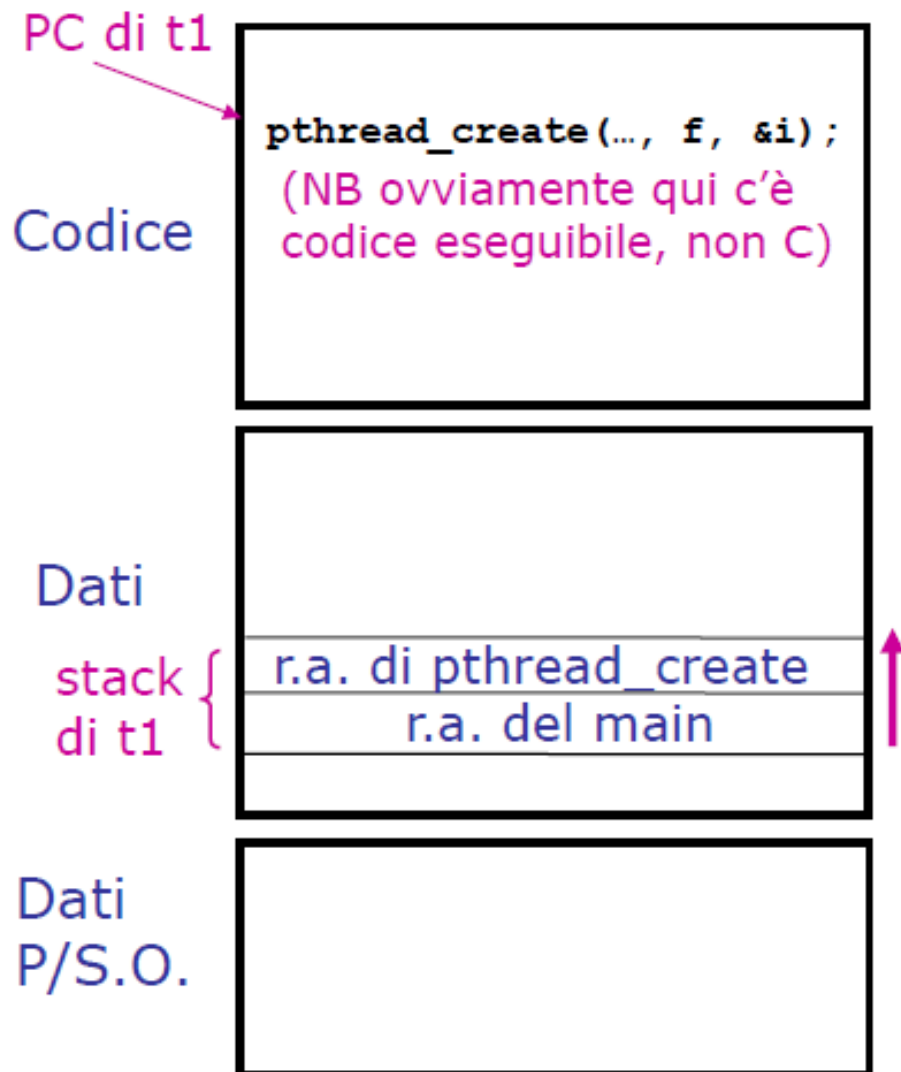 PC di t1
pthread_create(…, f, &i);
(NB ovviamente qui c’è
codice eseguibile, non C)
Codice
Dati
stack
di t1
r.a. di pthread_create
r.a. del main
Dati
P/S.O.